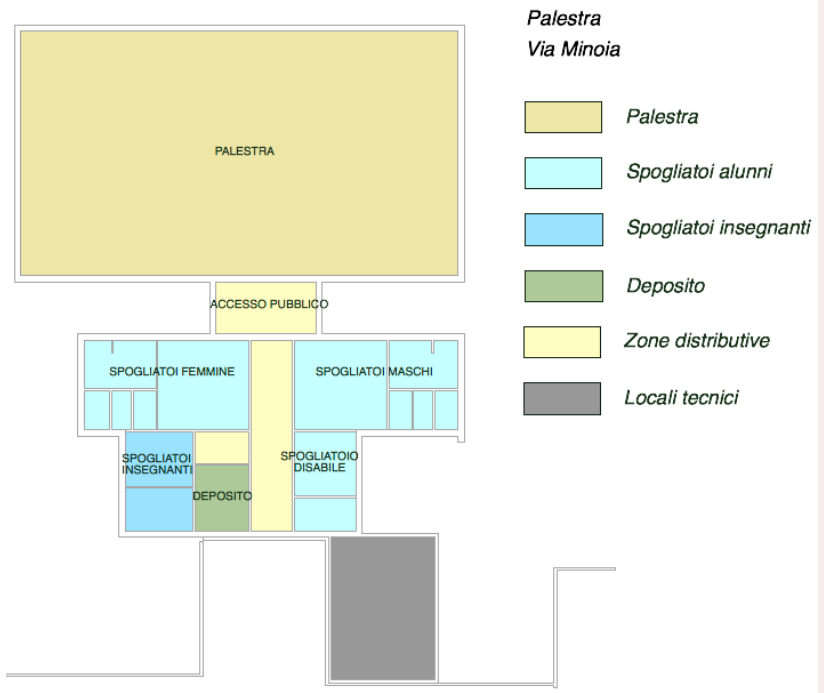 Palestra
Via Minoia
Palestra
Spogliatoi alunni
Spogliatoi insegnanti
Deposito
Zone distributive
Locali tecnici
PALESTRA
ACCESSO PUBBLICO
SPOGLIATOI FEMMINE
SPOGLIATOI MASCHI
SPOGLIATOI
INSEGNANTI
SPOGLIATOIO
DISABILE
DEPOSITO